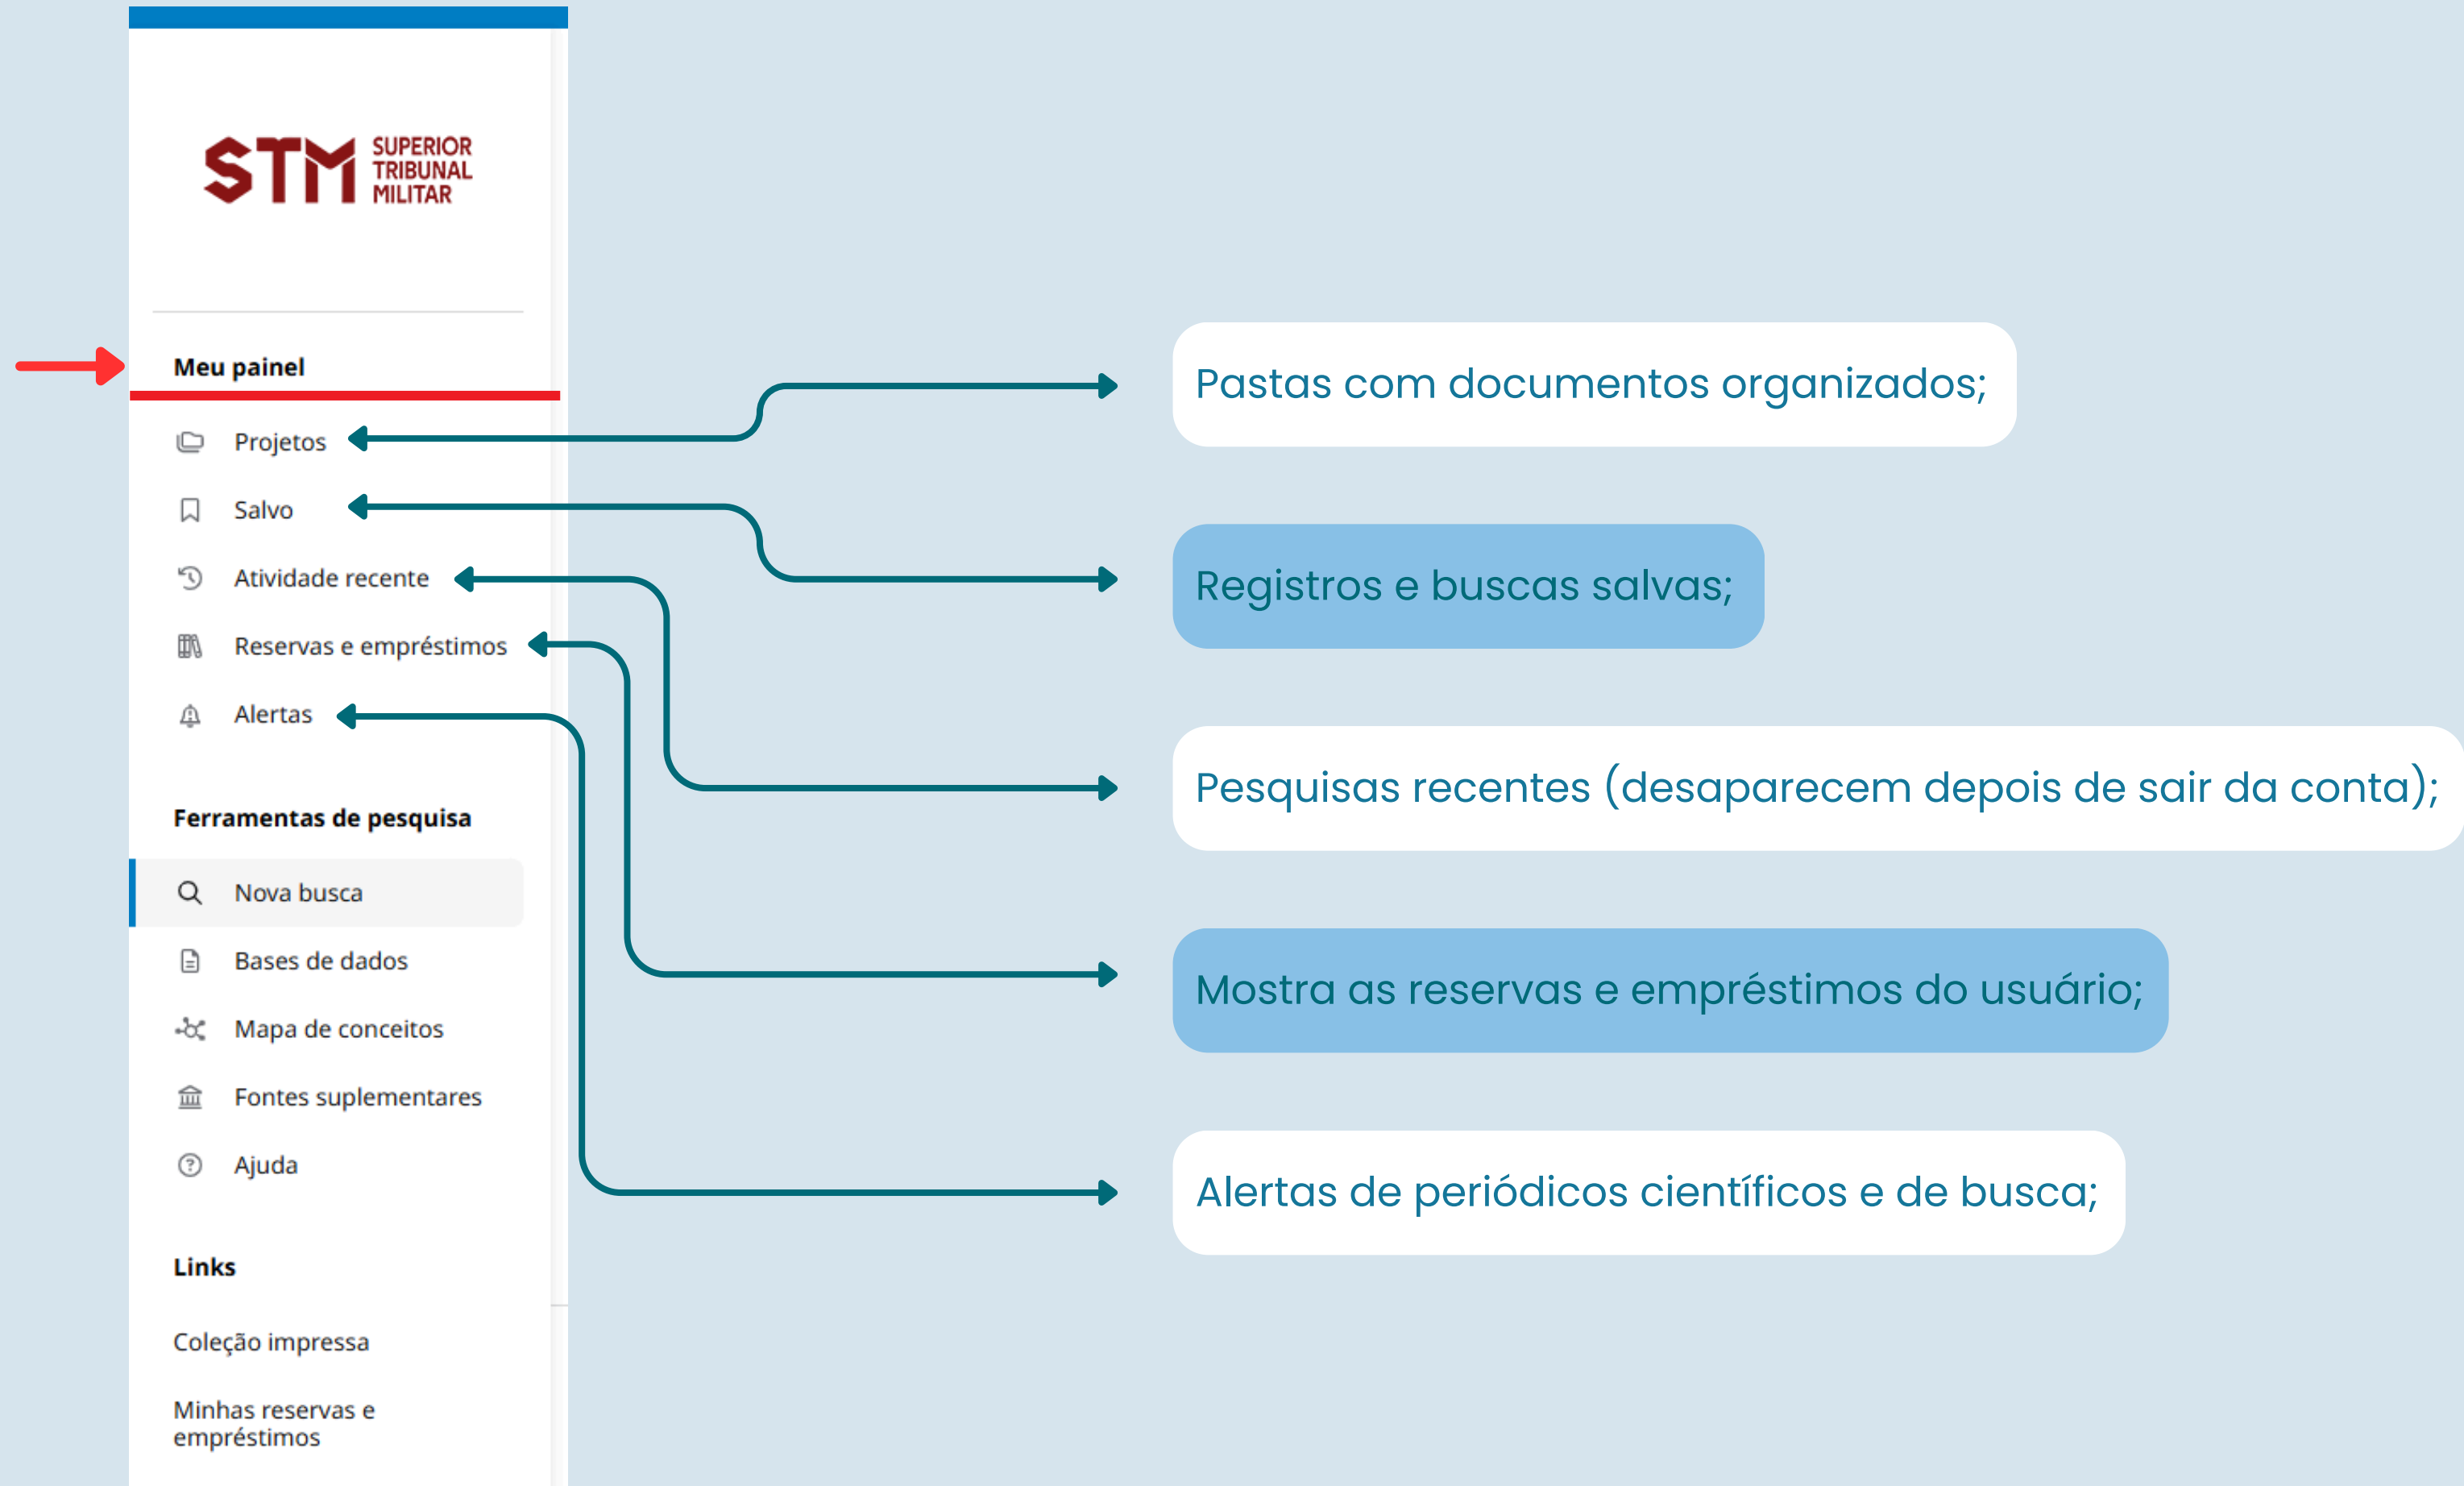 STM SUPERIOR
TRIBUNAL
MILITAR
Meu painel
Projetos
Salvo
Atividade recente
Reservas e empréstimos
Alertas
Ferramentas de pesquisa
Nova busca
Bases de dados
Mapa de conceitos
Fontes suplementares
Ajuda
Links
Coleção impressa
Minhas reservas e
empréstimos
Pastas com documentos organizados;
Registros e buscas salvas;
Pesquisas recentes (desaparecem depois de sair da conta);
Mostra as reservas e empréstimos do usuário;
Alertas de periódicos científicos e de busca;